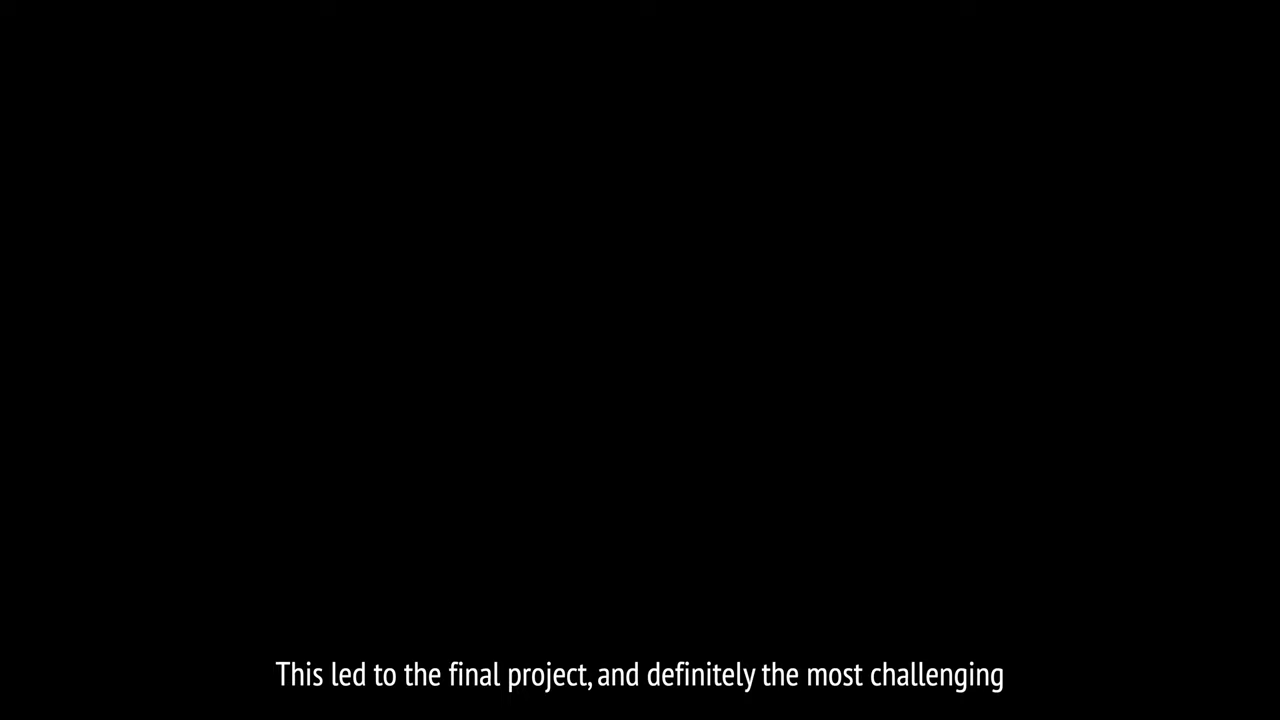 This led to the final project, and definitely the most challenging